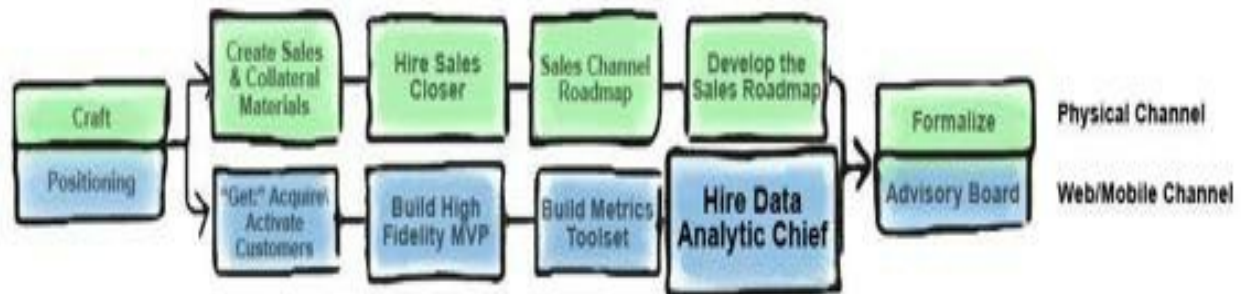 Create Sales
& Collateral
Materials
Hire Sales
Closer
Sales Channel
Roadmap
Develop the
Sales Roadmap
Craft
Positioning
Formalize
Advisory Board
Physical Channel
Web/Mobile Channel
"Get:" Acquire\
Activate
Customers
Build High
Fidelity MVP
Build Metrics
Toolset
Hire Data
Analytic Chief